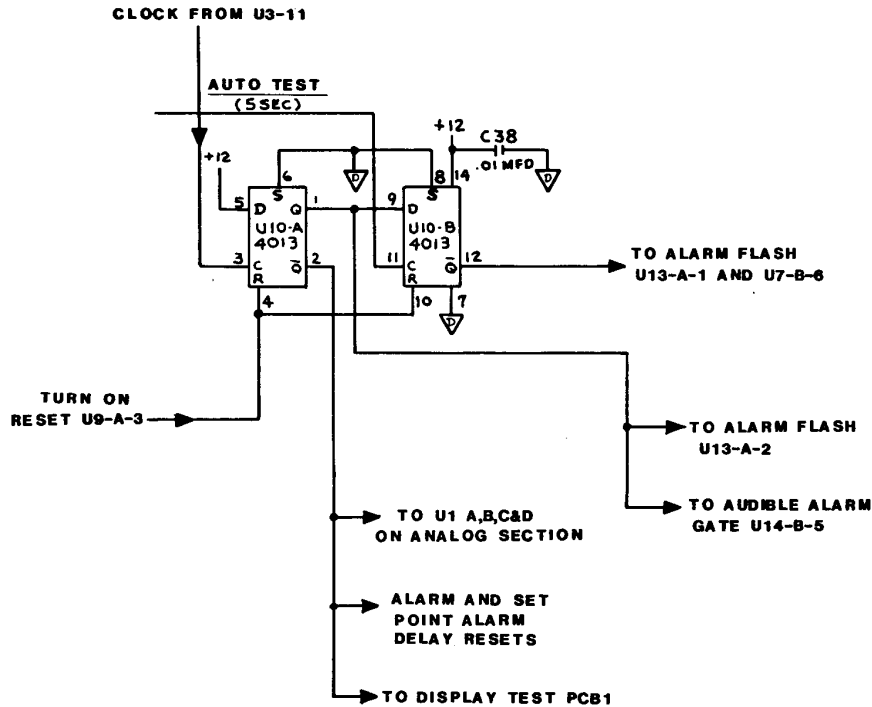 CLOCK FROM U3-11
AUTO TEST
(5SEC)
+12
+12
C38
.01 MFD
D
D
6
S
8
S
14
5
D
Q
1
U10-A
4013
3
C
Q̅
2
R
4
9
D
U10-B
4013
11
C
Q̅
12
R
10
7
D
TO ALARM FLASH
U13-A-1 AND U7-B-6
TURN ON
RESET U9-A-3
TO ALARM FLASH
U13-A-2
TO AUDIBLE ALARM
GATE U14-B-5
TO U1 A,B,C&D
ON ANALOG SECTION
ALARM AND SET
POINT ALARM
DELAY RESETS
TO DISPLAY TEST PCB1